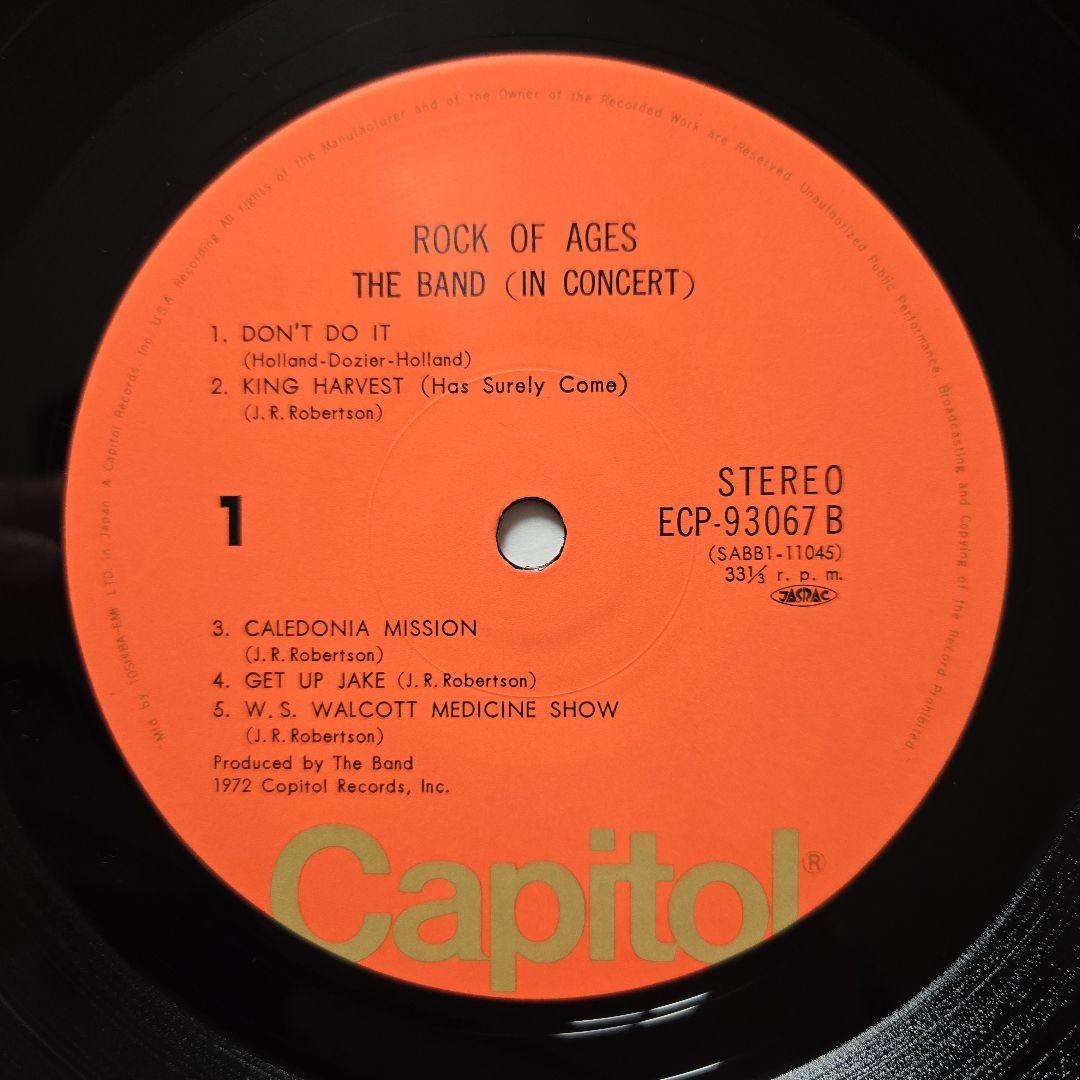 Mfd by TOSHIBA-EMI LTD. in Japan A Capitol Records, Inc. U.S.A. Recording All rights of the Manufacturer and of the Owner of the Recorded Work are Reserved. Unauthorized Public Performance, Broadcasting and Copying of the Record Prohibited
ROCK OF AGES
THE BAND (IN CONCERT)
1. DON'T DO IT
(Holland-Dozier-Holland)
2. KING HARVEST (Has Surely Come)
(J.R.Robertson)
1
STEREO
ECP-93067B
(SABB1-11045)
33⅓ r. p. m.
JASRAC
3. CALEDONIA MISSION
(J.R.Robertson)
4. GET UP JAKE (J.R.Robertson)
5. W.S. WALCOTT MEDICINE SHOW
(J.R.Robertson)
Produced by The Band
1972 Capitol Records, Inc.
Capitol®